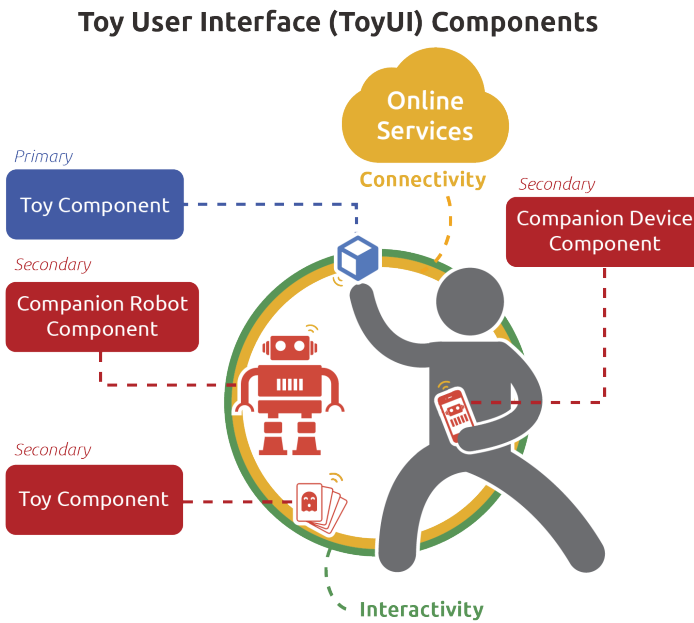 Toy User Interface (ToyUI) Components
Online
Services
Connectivity
Primary
Toy Component
Secondary
Companion Device
Component
Secondary
Companion Robot
Component
Secondary
Toy Component
Interactivity